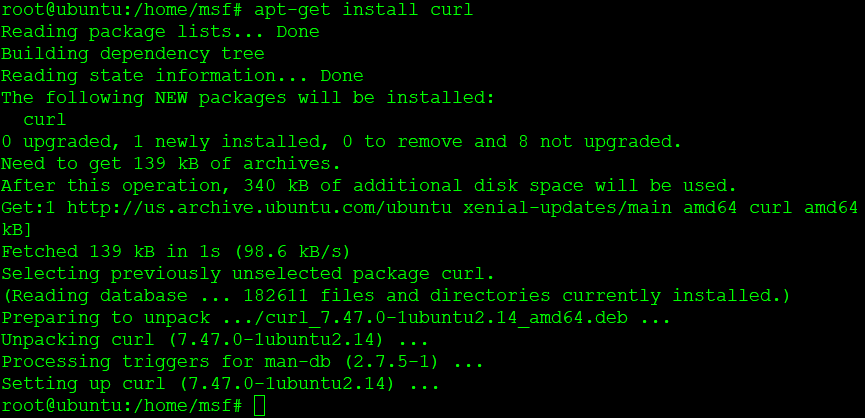 root@ubuntu:/home/msf# apt-get install curl
Reading package lists... Done
Building dependency tree
Reading state information... Done
The following NEW packages will be installed:
  curl
0 upgraded, 1 newly installed, 0 to remove and 8 not upgraded.
Need to get 139 kB of archives.
After this operation, 340 kB of additional disk space will be used.
Get:1 http://us.archive.ubuntu.com/ubuntu xenial-updates/main amd64 curl amd64
kB]
Fetched 139 kB in 1s (98.6 kB/s)
Selecting previously unselected package curl.
(Reading database ... 182611 files and directories currently installed.)
Preparing to unpack .../curl_7.47.0-1ubuntu2.14_amd64.deb ...
Unpacking curl (7.47.0-1ubuntu2.14) ...
Processing triggers for man-db (2.7.5-1) ...
Setting up curl (7.47.0-1ubuntu2.14) ...
root@ubuntu:/home/msf#